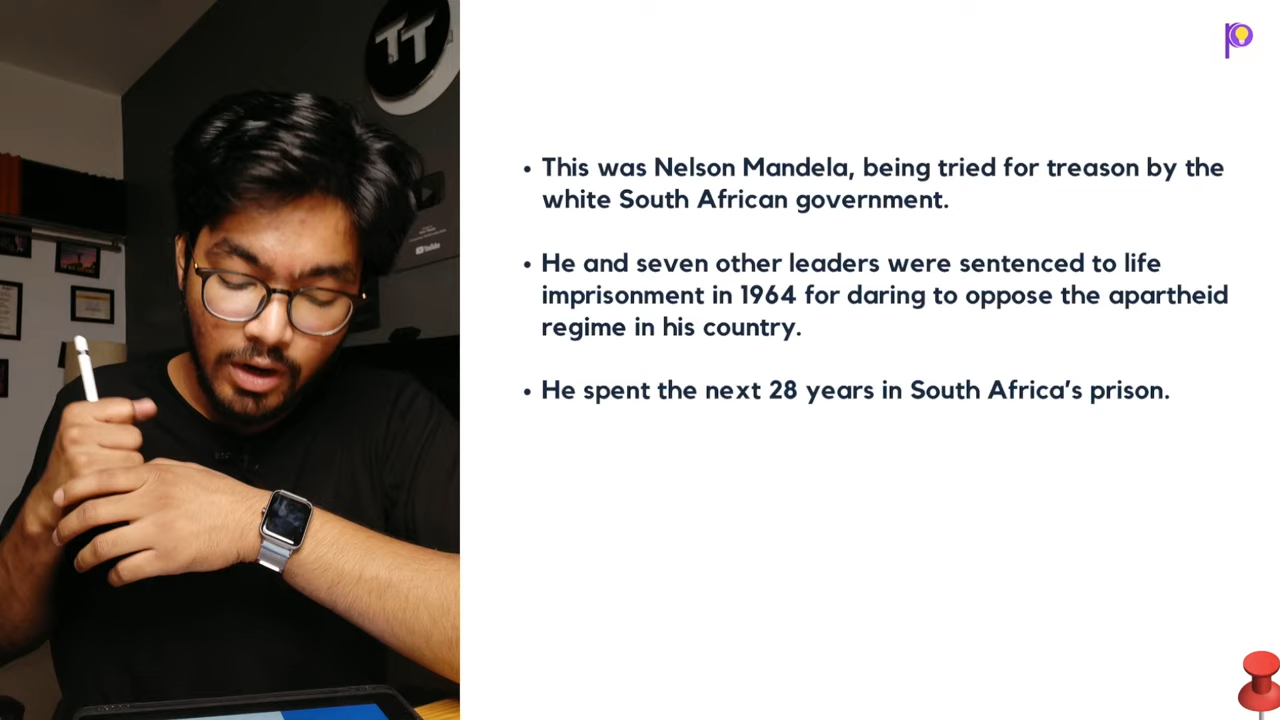 TT
• This was Nelson Mandela, being tried for treason by the
white South African government.
• He and seven other leaders were sentenced to life
imprisonment in 1964 for daring to oppose the apartheid
regime in his country.
• He spent the next 28 years in South Africa's prison.
YouTube